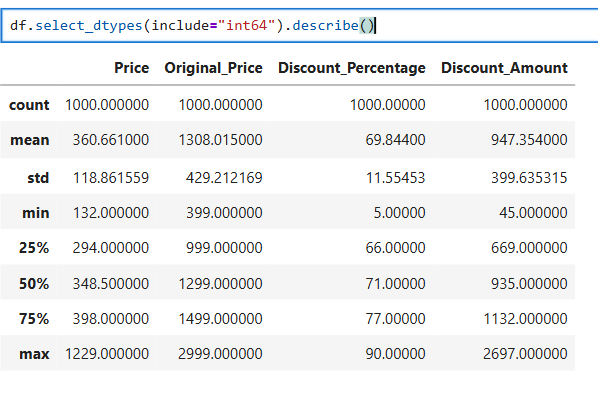 df.select_dtypes(include="int64").describe()
Price Original_Price Discount_Percentage Discount_Amount
count 1000.000000 1000.000000 1000.00000 1000.000000
mean 360.661000 1308.015000 69.84400 947.354000
std 118.861559 429.212169 11.55453 399.635315
min 132.000000 399.000000 5.00000 45.000000
25% 294.000000 999.000000 66.00000 669.000000
50% 348.500000 1299.000000 71.00000 935.000000
75% 398.000000 1499.000000 77.00000 1132.000000
max 1229.000000 2999.000000 90.00000 2697.000000